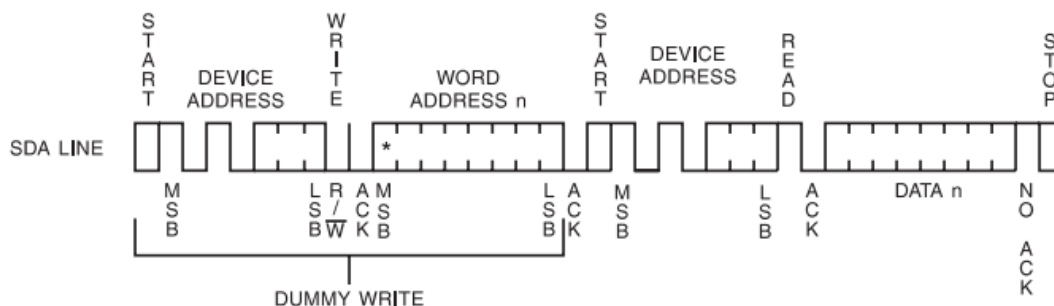 START
WRITE
START
READ
STOP
DEVICE
ADDRESS
WORD
ADDRESS n
DEVICE
ADDRESS
SDA LINE
*
MSB
LSB
R/W
ACK
MSB
LSB
ACK
MSB
LSB
ACK
DATA n
NO ACK
DUMMY WRITE